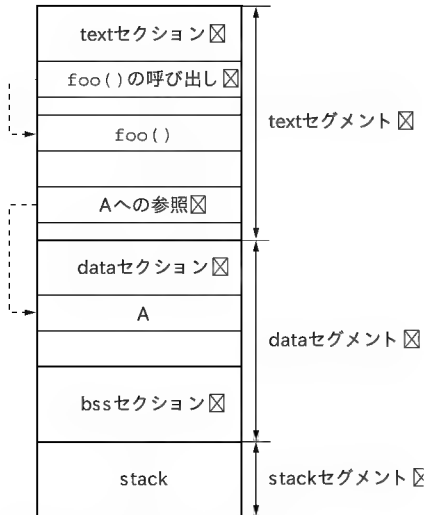 textセクション
foo()の呼び出し
foo()
textセグメント
Aへの参照
dataセクション
A
dataセグメント
bssセクション
stack
stackセグメント